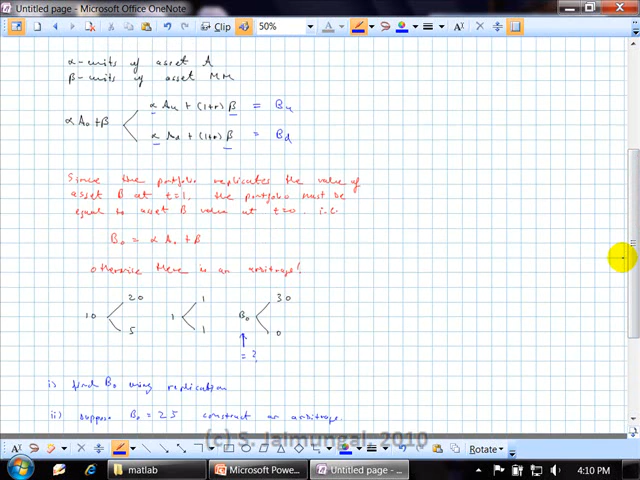 Untitled page - Microsoft Office OneNote
Clip
50%
α-units of asset A
β-units of asset MM
α Au + (1+r) β = Bu
α A0 + β
α Ad + (1+r) β = Bd
Since the portfolio replicates the value of
asset B at t=1, the portfolio must be
equal to asset B value at t=0. i.e.
B0 = α A0 + β
otherwise there is an arbitrage!
20 1 30
10 1 B0
5 1 0
= ?
i) find B0 using replication
ii) suppose B0 = 25 construct an arbitrage.
(c) S. Jaimungal, 2010
Rotate
matlab
Microsoft Powe...
Untitled page - Micr...
4:10 PM